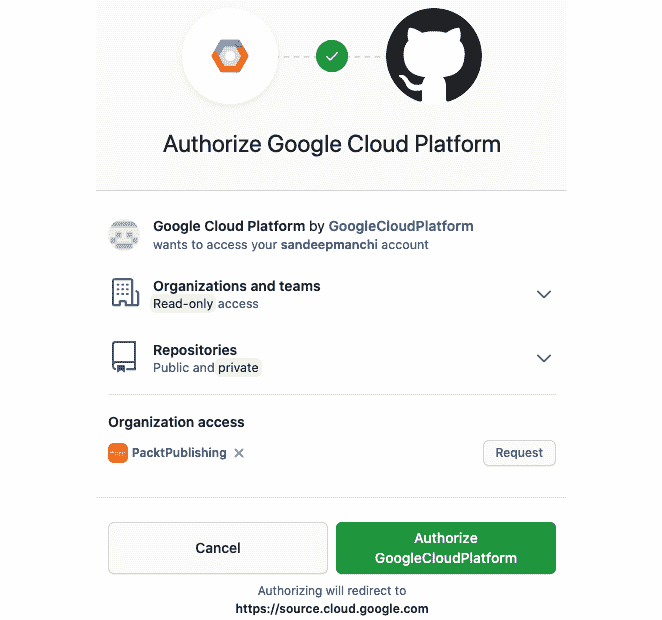 Authorize Google Cloud Platform
Google Cloud Platform by GoogleCloudPlatform
wants to access your sandeepmanchi account
Organizations and teams
Read-only access
Repositories
Public and private
Organization access
PacktPublishing ✕
Request
Cancel
Authorize
GoogleCloudPlatform
Authorizing will redirect to
https://source.cloud.google.com